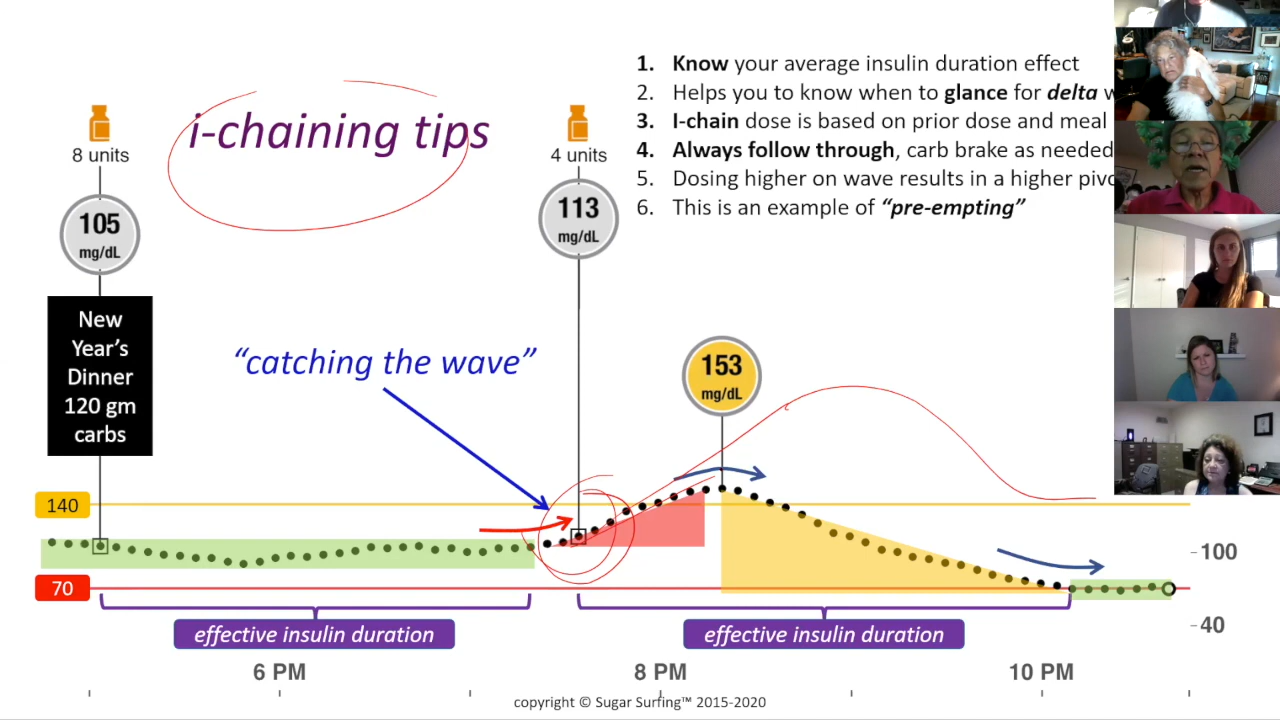 i-chaining tips
1. Know your average insulin duration effect
2. Helps you to know when to glance for delta
3. I-chain dose is based on prior dose and meal
4. Always follow through, carb brake as needed
5. Dosing higher on wave results in a higher
6. This is an example of “pre-empting”
8 units
105
mg/dL
New
Year’s
Dinner
120 gm
carbs
4 units
113
mg/dL
“catching the wave”
153
mg/dL
140
70
100
40
effective insulin duration
effective insulin duration
6 PM
8 PM
10 PM
copyright © Sugar Surfing™ 2015-2020